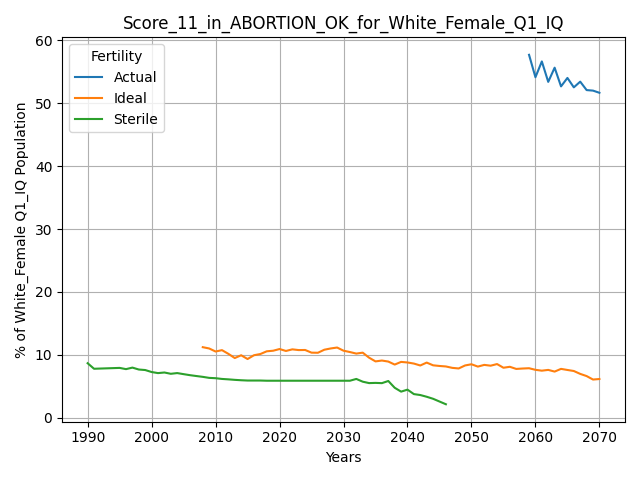 Score_11_in_ABORTION_OK_for_White_Female_Q1_IQ
Fertility
Actual
Ideal
Sterile
% of White_Female Q1_IQ Population
60
50
40
30
20
10
0
1990 2000 2010 2020 2030 2040 2050 2060 2070
Years